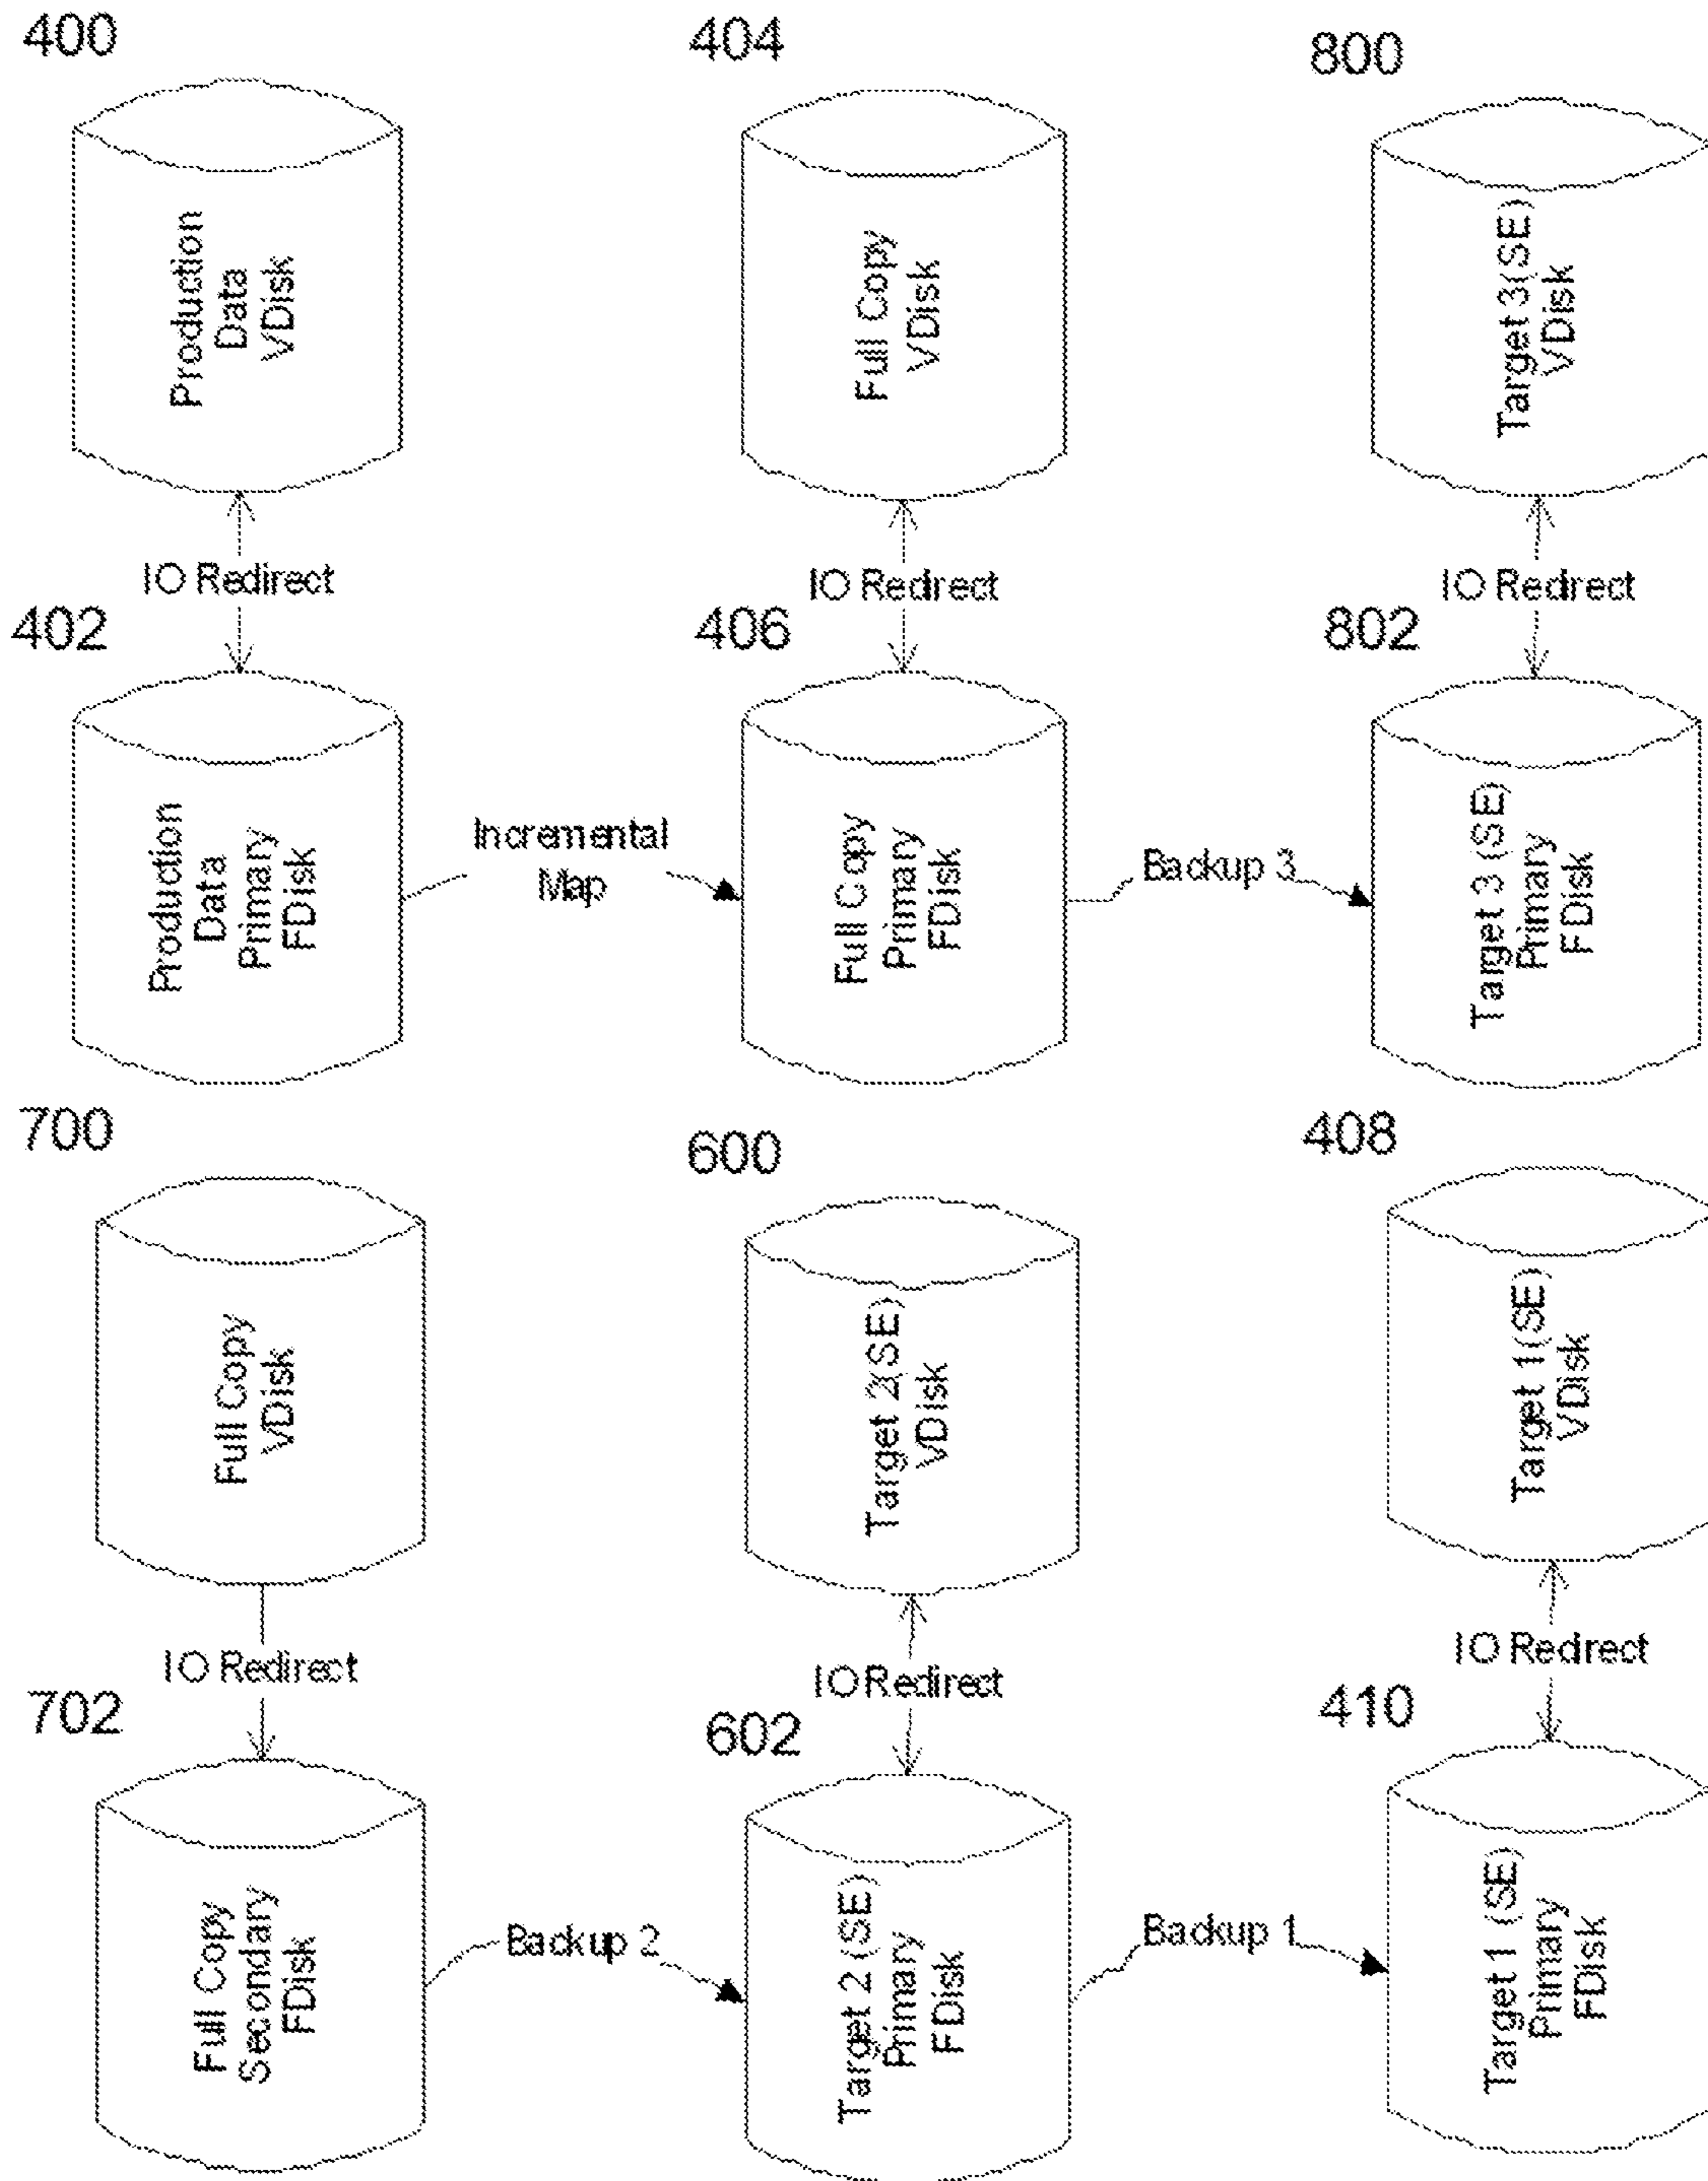 400
404
800
Production
Data
VDisk
Full Copy
VDisk
Target 3(SE)
VDisk
IO Redirect
IO Redirect
IO Redirect
402
406
802
Production
Data
Primary
FDisk
Incremental
Map
Full Copy
Primary
FDisk
Backup 3
Target 3 (SE)
Primary
FDisk
700
600
408
Full Copy
VDisk
Target 2(SE)
VDisk
Target 1(SE)
VDisk
IO Redirect
IO Redirect
IO Redirect
702
602
410
Full Copy
Secondary
FDisk
Backup 2
Target 2 (SE)
Primary
FDisk
Backup 1
Target 1 (SE)
Primary
FDisk